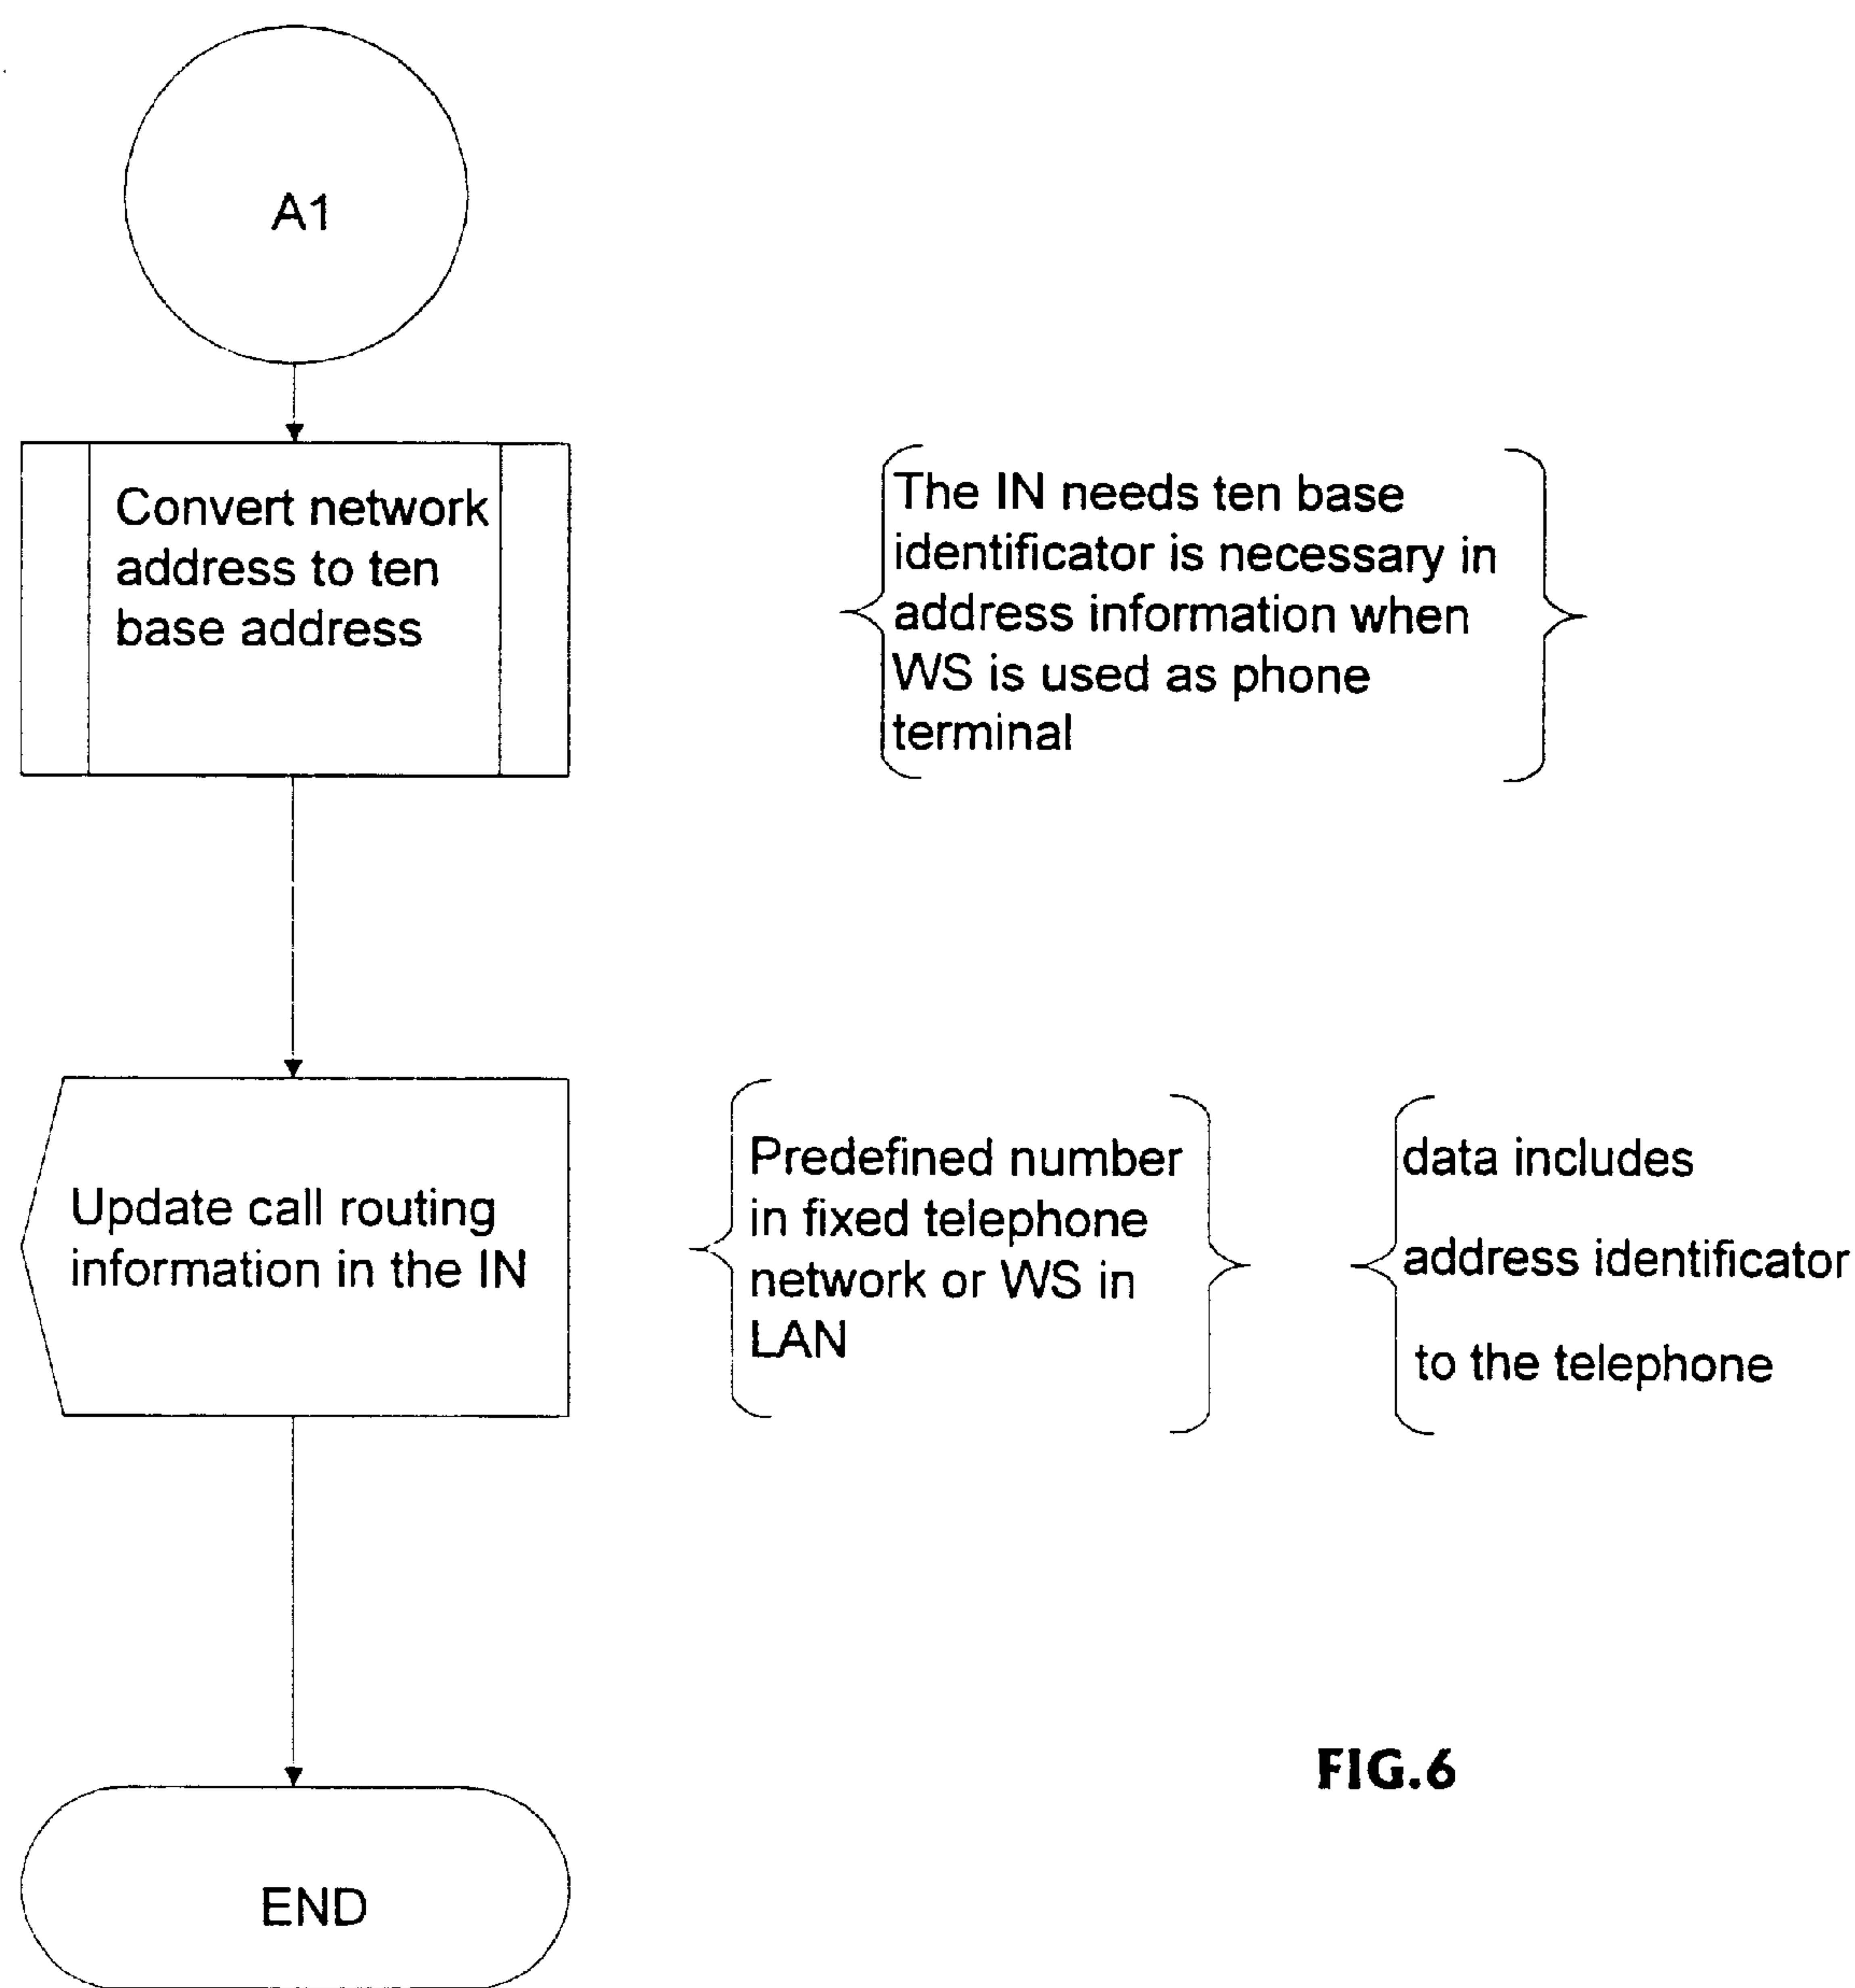 A1
Convert network
address to ten
base address
The IN needs ten base
identificator is necessary in
address information when
WS is used as phone
terminal
Update call routing
information in the IN
Predefined number
in fixed telephone
network or WS in
LAN
data includes
address identificator
to the telephone
FIG.6
END